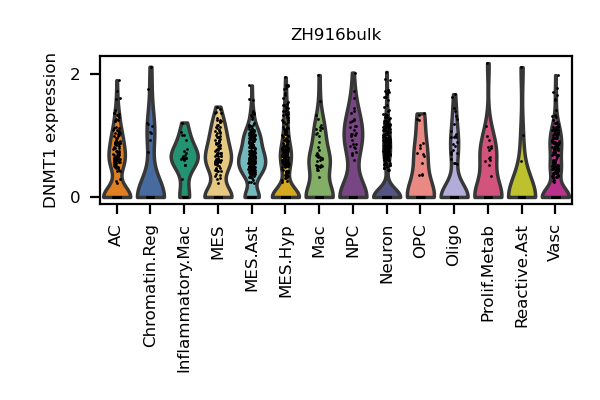 ZH916bulk
DNMT1 expression
2
0
AC
Chromatin.Reg
Inflammatory.Mac
MES
MES.Ast
MES.Hyp
Mac
NPC
Neuron
OPC
Oligo
Prolif.Metab
Reactive.Ast
Vasc